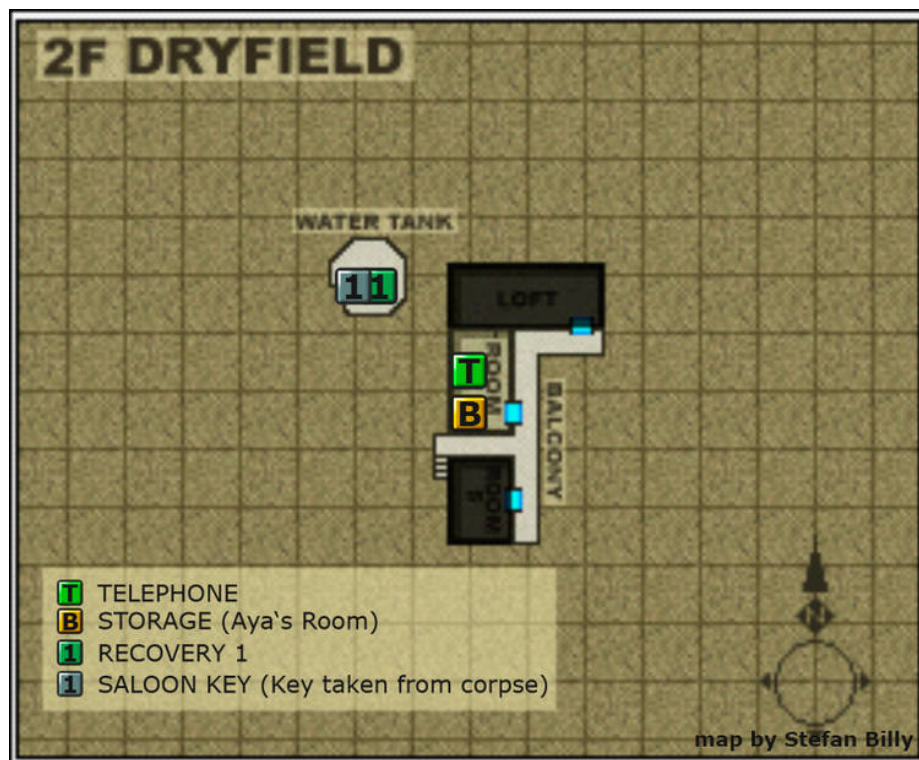 2F DRYFIELD
WATER TANK
1 1
LOFT
T
ROOM
B
BALCONY
ROOM
T TELEPHONE
B STORAGE (Aya's Room)
1 RECOVERY 1
1 SALOON KEY (Key taken from corpse)
N
map by Stefan Billy